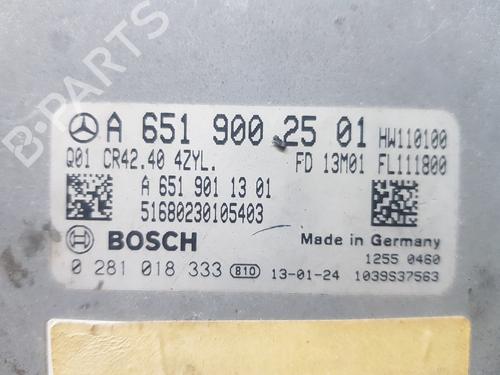 B-PARTS
A 651 900 25 01 HW110100
Q01 CR42.40 4ZYL. FD 13M01 FL111800
A 651 901 13 01
51680230105403
BOSCH Made in Germany
1255 0460
0 281 018 333 B10 13-01-24 1039S37563